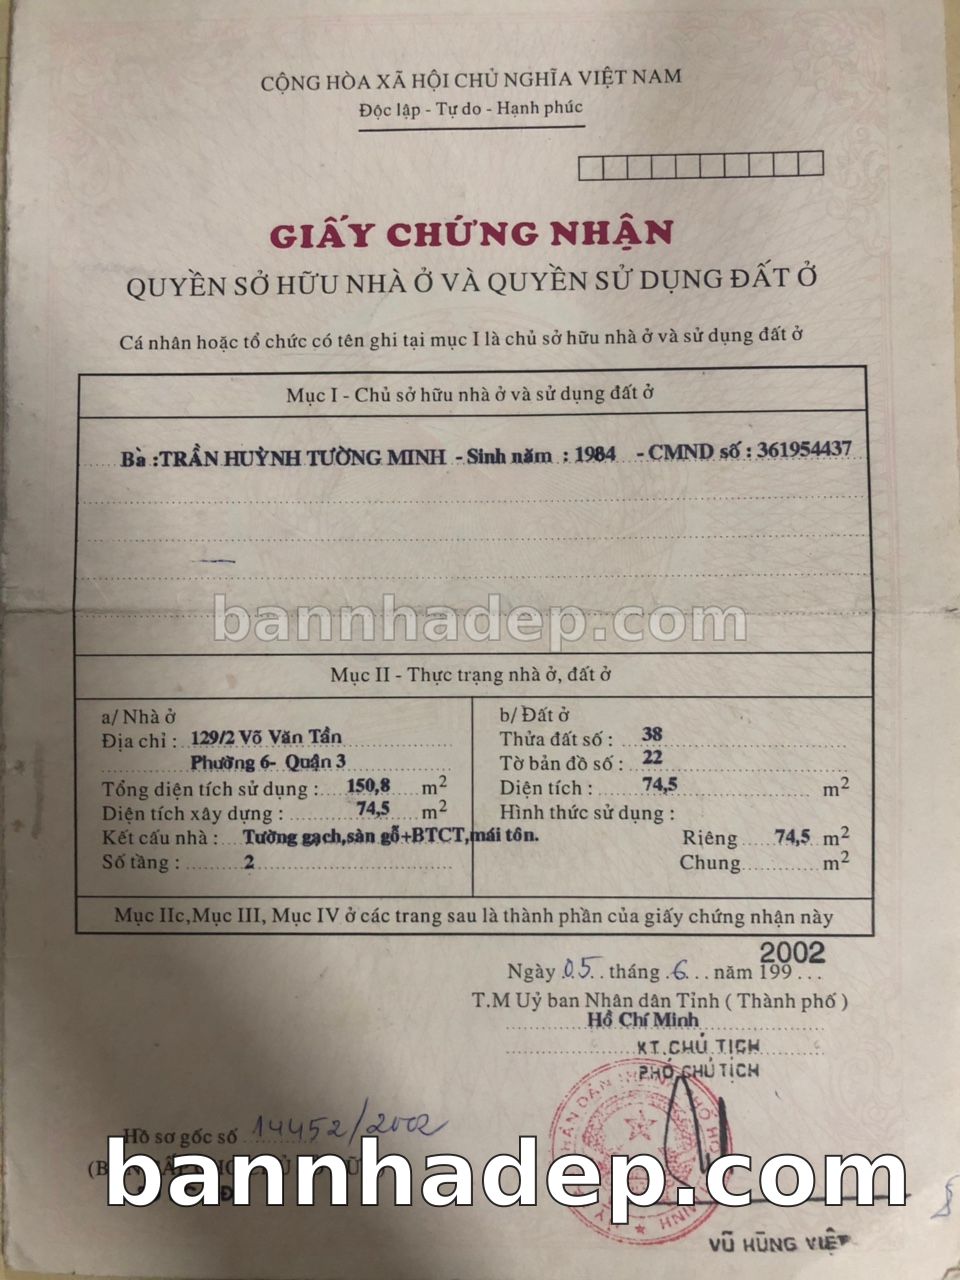 CỘNG HÒA XÃ HỘI CHỦ NGHĨA VIỆT NAM
Độc lập - Tự do - Hạnh phúc
GIẤY CHỨNG NHẬN
QUYỀN SỞ HỮU NHÀ Ở VÀ QUYỀN SỬ DỤNG ĐẤT Ở
Cá nhân hoặc tổ chức có tên ghi tại mục I là chủ sở hữu nhà ở và sử dụng đất ở
Mục I - Chủ sở hữu nhà ở và sử dụng đất ở
Bà :TRẦN HUỲNH TƯỜNG MINH - Sinh năm : 1984 - CMND số : 361954437
bannhadep.com
Mục II - Thực trạng nhà ở, đất ở
a/ Nhà ở
Địa chỉ : 129/2 Võ Văn Tần
Phường 6- Quận 3
Tổng diện tích sử dụng : 150,8 m2
Diện tích xây dựng : 74,5 m2
Kết cấu nhà : Tường gạch,sàn gỗ+BTCT,mái tôn.
Số tầng : 2
b/ Đất ở
Thửa đất số : 38
Tờ bản đồ số : 22
Diện tích : 74,5 m2
Hình thức sử dụng :
Riêng 74,5 m2
Chung m2
Mục IIc,Mục III, Mục IV ở các trang sau là thành phần của giấy chứng nhận này
2002
Ngày 05 tháng 6 năm 199
T.M Uỷ ban Nhân dân Tỉnh ( Thành phố )
Hồ Chí Minh
KT.CHỦ TỊCH
PHÓ CHỦ TỊCH
Hồ sơ gốc số 14452/2002
bannhadep.com
VŨ HÙNG VIỆT